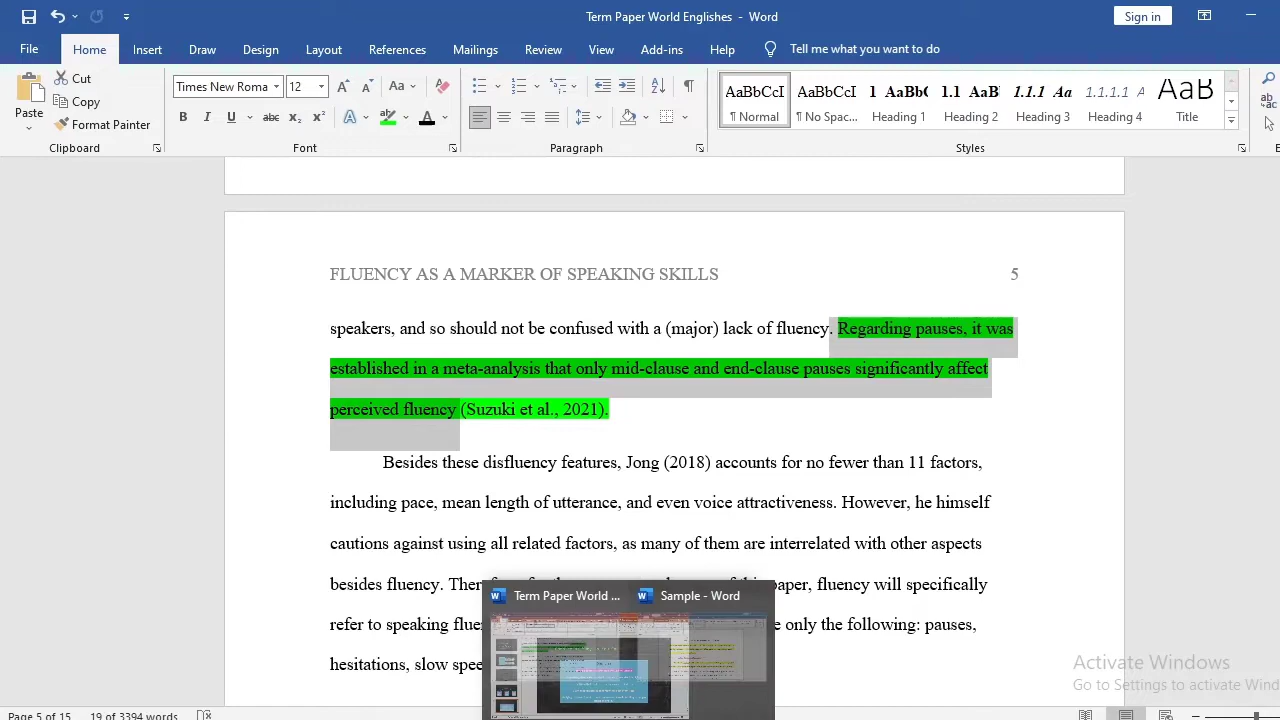 Term Paper World Englishes - Word
Sign in
File Home Insert Draw Design Layout References Mailings Review View Add-ins Help Tell me what you want to do
Paste
Cut
Copy
Format Painter
Clipboard
Times New Roma 12
Aa
B I U abc x₂ x²
A
Font
Paragraph
AaBbCcI AaBbCcI 1 AaBbC 1.1 AaB 1.1.1 Aa 1.1.1.1 A AaB
¶ Normal ¶ No Spac... Heading 1 Heading 2 Heading 3 Heading 4 Title
Styles
FLUENCY AS A MARKER OF SPEAKING SKILLS 5
speakers, and so should not be confused with a (major) lack of fluency. Regarding pauses, it was
established in a meta-analysis that only mid-clause and end-clause pauses significantly affect
perceived fluency (Suzuki et al., 2021).
Besides these disfluency features, Jong (2018) accounts for no fewer than 11 factors,
including pace, mean length of utterance, and even voice attractiveness. However, he himself
cautions against using all related factors, as many of them are interrelated with other aspects
besides fluency. paper, fluency will specifically
refer to speaking only the following: pauses,
hesitations, slow
Term Paper World ... Sample - Word
Activate Windows
Go to Settings to activate
Page 5 of 15 19 of 3394 words